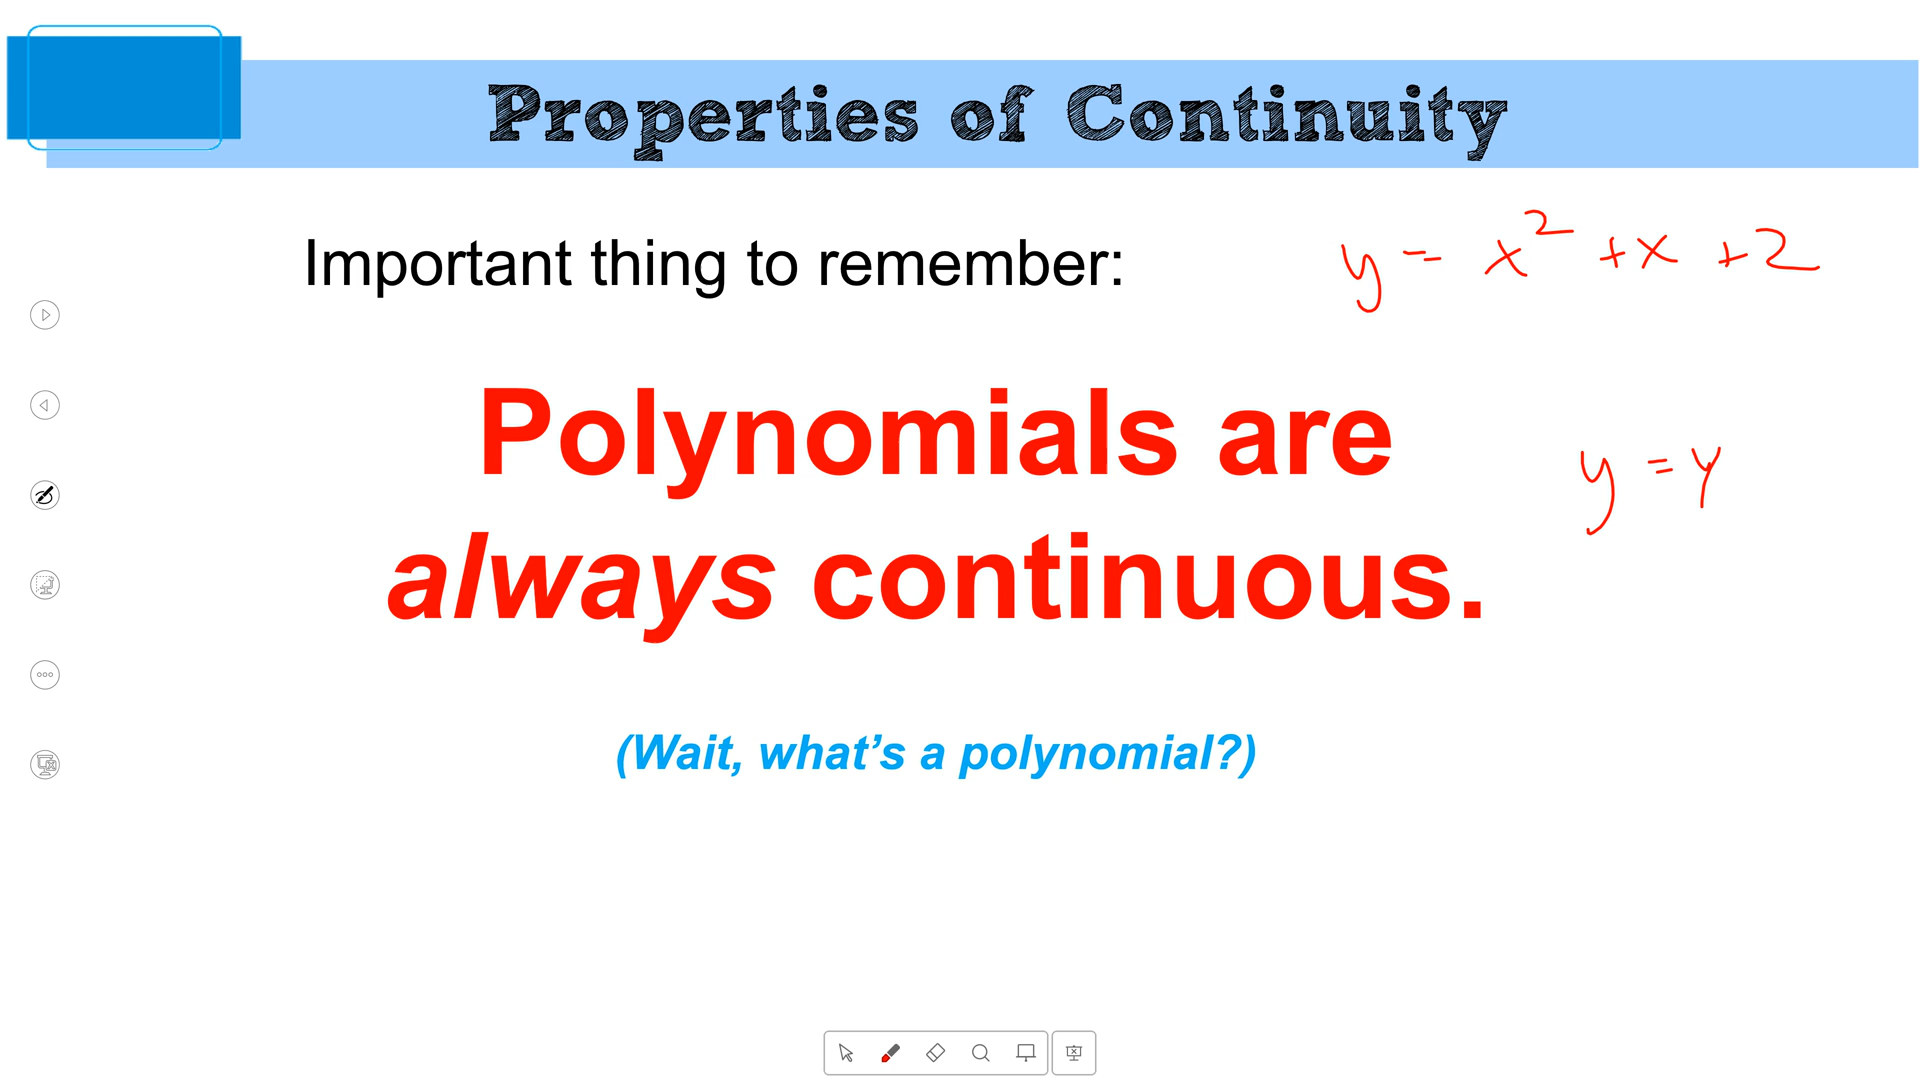 Properties of Continuity
Important thing to remember:
y = x² + x + 2
Polynomials are
always continuous.
y = y
(Wait, what’s a polynomial?)